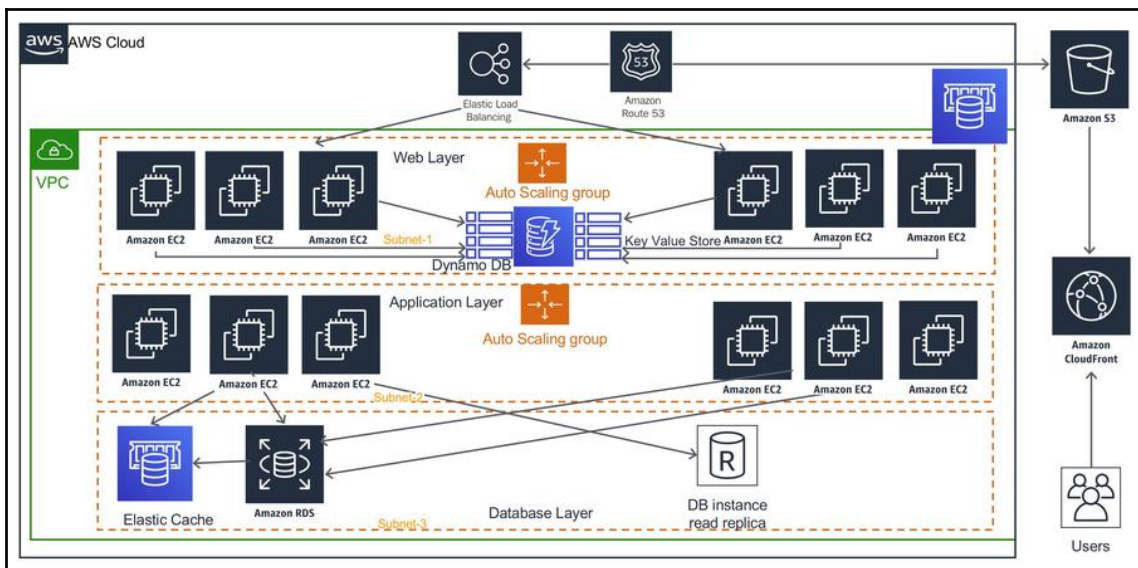 aws
AWS Cloud
53
Elastic Load
Balancing
Amazon
Route 53
Amazon S3
VPC
Web Layer
Auto Scaling group
Amazon EC2
Amazon EC2
Amazon EC2
Subnet-1
Key Value Store
Amazon EC2
Amazon EC2
Amazon EC2
Dynamo DB
Application Layer
Auto Scaling group
Amazon EC2
Amazon EC2
Amazon EC2
Amazon EC2
Amazon EC2
Amazon EC2
Subnet-2
Amazon
CloudFront
R
Elastic Cache
Amazon RDS
Subnet-3
Database Layer
DB instance
read replica
Users